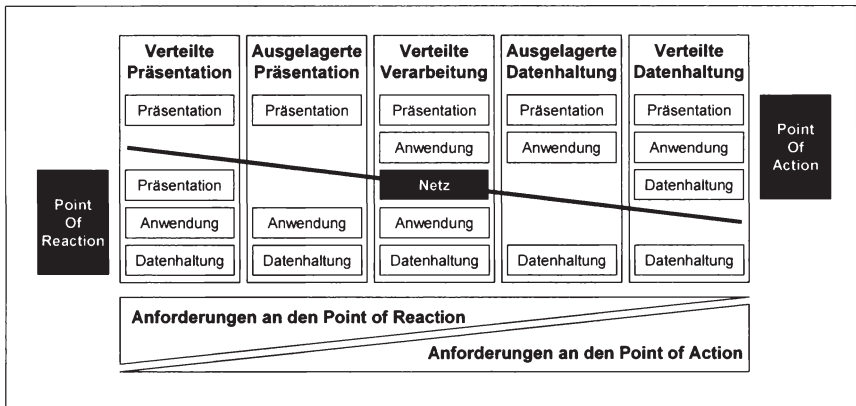 Verteilte
Präsentation
Ausgelagerte
Präsentation
Verteilte
Verarbeitung
Ausgelagerte
Datenhaltung
Verteilte
Datenhaltung
Präsentation
Präsentation
Präsentation
Präsentation
Präsentation
Anwendung
Anwendung
Anwendung
Point
Of
Action
Präsentation
Netz
Datenhaltung
Point
Of
Reaction
Anwendung
Anwendung
Anwendung
Datenhaltung
Datenhaltung
Datenhaltung
Datenhaltung
Datenhaltung
Anforderungen an den Point of Reaction
Anforderungen an den Point of Action